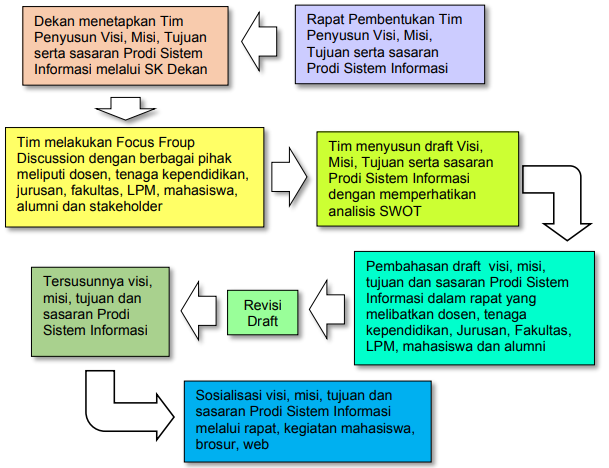 Rapat Pembentukan Tim
Penyusun Visi, Misi,
Tujuan serta sasaran
Prodi Sistem Informasi
Dekan menetapkan Tim
Penyusun Visi, Misi, Tujuan
serta sasaran Prodi Sistem
Informasi melalui SK Dekan
Tim melakukan Focus Froup
Discussion dengan berbagai pihak
meliputi dosen, tenaga kependidikan,
jurusan, fakultas, LPM, mahasiswa,
alumni dan stakeholder
Tim menyusun draft Visi,
Misi, Tujuan serta sasaran
Prodi Sistem Informasi
dengan memperhatikan
analisis SWOT
Pembahasan draft visi, misi,
tujuan dan sasaran Prodi Sistem
Informasi dalam rapat yang
melibatkan dosen, tenaga
kependidikan, Jurusan, Fakultas,
LPM, mahasiswa dan alumni
Revisi
Draft
Tersusunnya visi,
misi, tujuan dan
sasaran Prodi
Sistem Informasi
Sosialisasi visi, misi, tujuan dan
sasaran Prodi Sistem Informasi
melalui rapat, kegiatan mahasiswa,
brosur, web